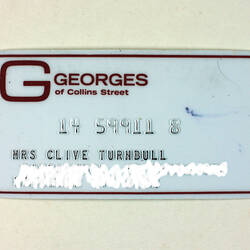 G GEORGES
of Collins Street
14 59911 8
MRS CLIVE TURNBULL